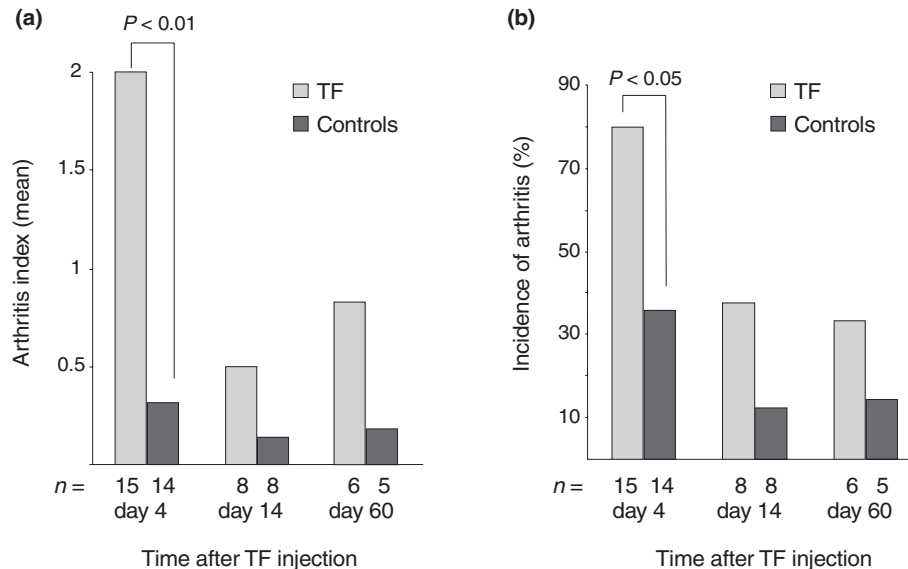 (a)
P < 0.01
TF
Controls
Arthritis index (mean)
2
1.5
1
0.5
n = 15 14 8 8 6 5
day 4 day 14 day 60
Time after TF injection
(b)
P < 0.05
TF
Controls
Incidence of arthritis (%)
90
70
50
30
10
n = 15 14 8 8 6 5
day 4 day 14 day 60
Time after TF injection